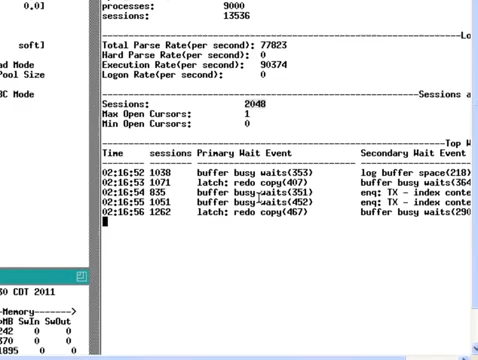 0.0]
soft]
ad Mode
Pool Size
BC Mode
processes: 9000
sessions: 13536
Lo
Total Parse Rate(per second): 77823
Hard Parse Rate(per second): 0
Execution Rate(per second): 90374
Logon Rate(per second): 0
Sessions a
Sessions: 2048
Max Open Cursors: 1
Min Open Cursors: 0
Top W
Time sessions Primary Wait Event Secondary Wait Event
02:16:52 1038 buffer busy waits(353) log buffer space(218)
02:16:53 1071 latch: redo copy(407) buffer busy waits(364
02:16:54 835 buffer busy waits(351) enq: TX - index conte
02:16:55 1051 buffer busy waits(452) enq: TX - index conte
02:16:56 1262 latch: redo copy(467) buffer busy waits(290
30 CDT 2011
-Memory------->
>MB SwIn SwOut
242 0 0
370 0 0
1895 0 0